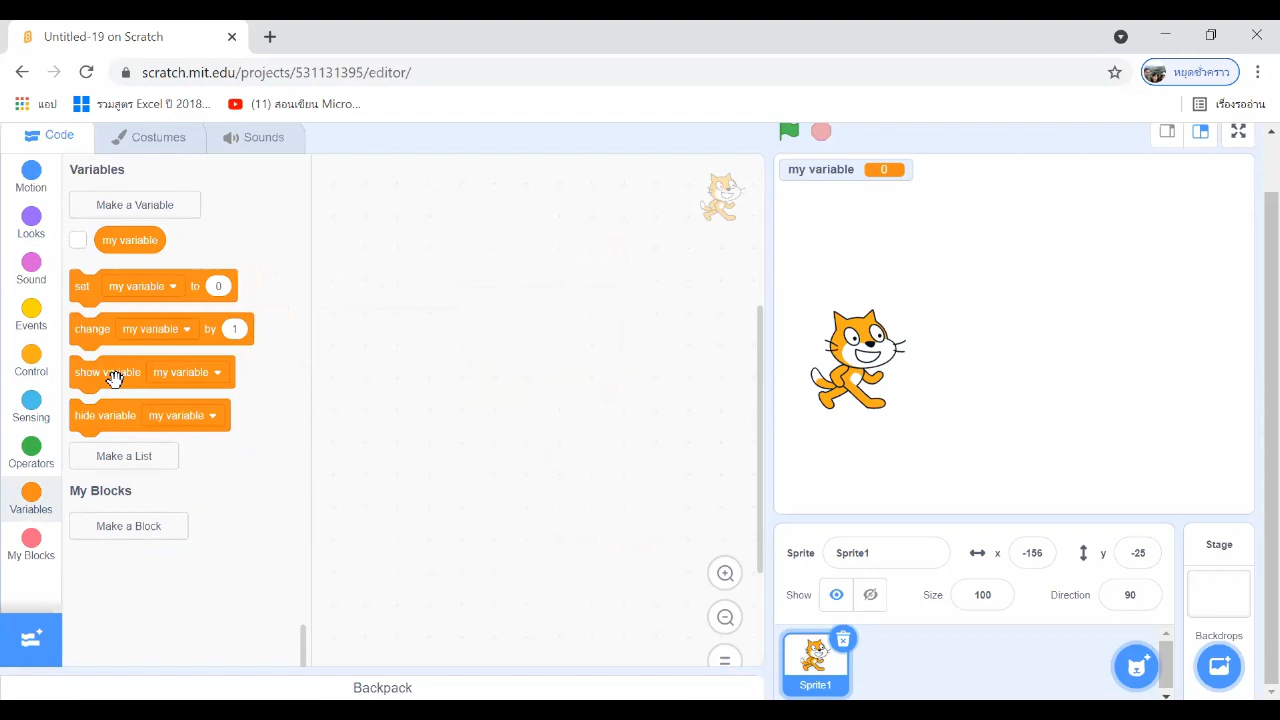 Untitled-19 on Scratch
scratch.mit.edu/projects/531131395/editor/
หยุดชั่วคราว
แอป
รวมสูตร Excel ปี 2018...
(11) สอนเขียน Micro...
เรื่องรออ่าน
Code
Costumes
Sounds
Motion
Looks
Sound
Events
Control
Sensing
Operators
Variables
My Blocks
Variables
Make a Variable
my variable
set my variable to 0
change my variable by 1
show variable my variable
hide variable my variable
Make a List
My Blocks
Make a Block
Backpack
my variable 0
Sprite Sprite1 x -156 y -25
Show Size 100 Direction 90
Sprite1
Stage
Backdrops